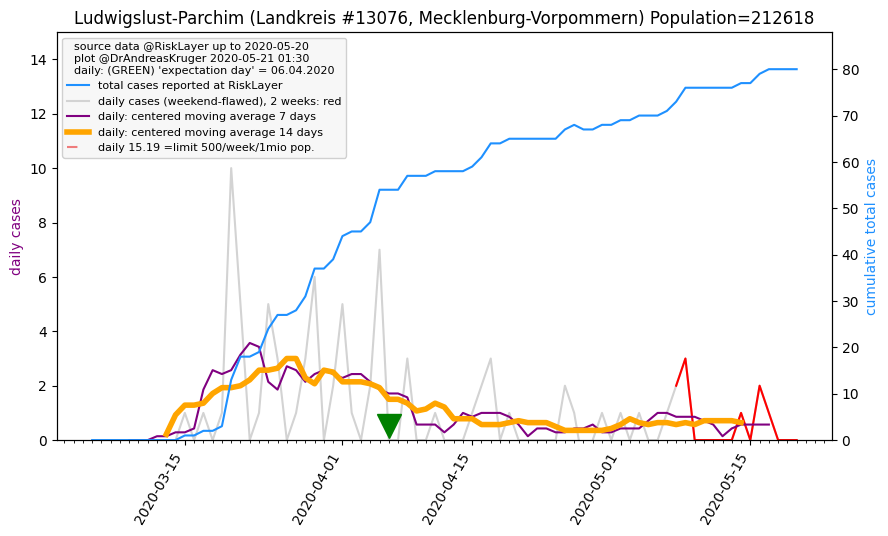 Ludwigslust-Parchim (Landkreis #13076, Mecklenburg-Vorpommern) Population=212618
source data @RiskLayer up to 2020-05-20
plot @DrAndreasKruger 2020-05-21 01:30
daily: (GREEN) 'expectation day' = 06.04.2020
total cases reported at RiskLayer
daily cases (weekend-flawed), 2 weeks: red
daily: centered moving average 7 days
daily: centered moving average 14 days
daily 15.19 =limit 500/week/1mio pop.
daily cases
14
12
10
8
6
4
2
0
80
70
60
50
40
30
20
10
0
cumulative total cases
2020-03-15
2020-04-01
2020-04-15
2020-05-01
2020-05-15